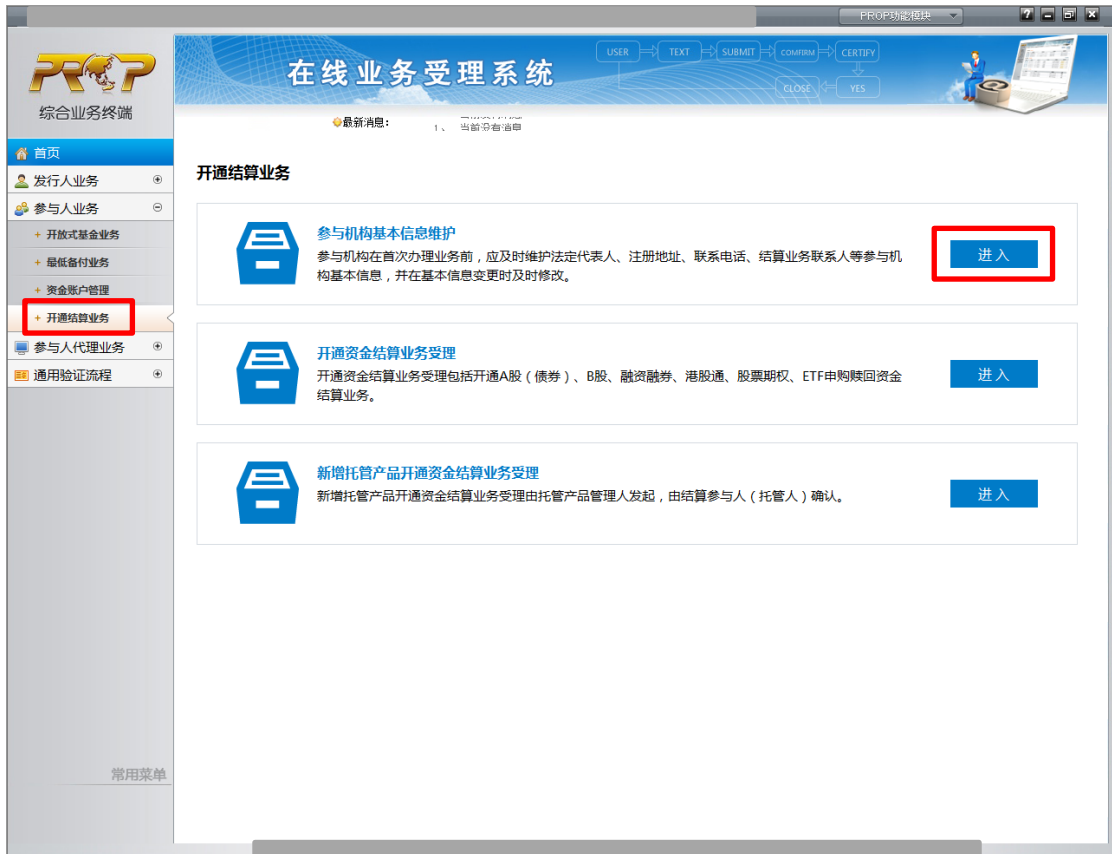 PROP功能模块
PROP
综合业务终端
在线业务受理系统
USER TEXT SUBMIT COMFIRM CERTIFY
CLOSE YES
最新消息：
1、 当前没有消息
首页
发行人业务
参与人业务
+ 开放式基金业务
+ 最低备付业务
+ 资金账户管理
+ 开通结算业务
参与人代理业务
通用验证流程
常用菜单
开通结算业务
参与机构基本信息维护
参与机构在首次办理业务前，应及时维护法定代表人、注册地址、联系电话、结算业务联系人等参与机
构基本信息，并在基本信息变更时及时修改。
进入
开通资金结算业务受理
开通资金结算业务受理包括开通A股（债券）、B股、融资融券、港股通、股票期权、ETF申购赎回资金
结算业务。
进入
新增托管产品开通资金结算业务受理
新增托管产品开通资金结算业务受理由托管产品管理人发起，由结算参与人（托管人）确认。
进入